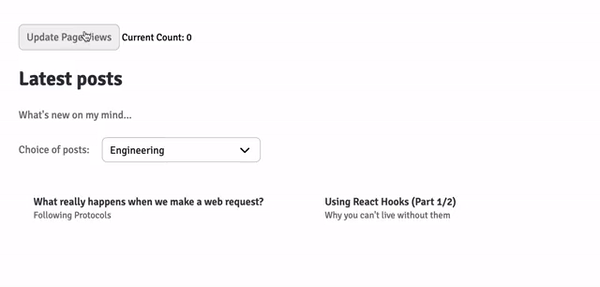 Update PageViews Current Count: 0
Latest posts
What's new on my mind...
Choice of posts: Engineering
What really happens when we make a web request? Using React Hooks (Part 1/2)
Following Protocols Why you can't live without them